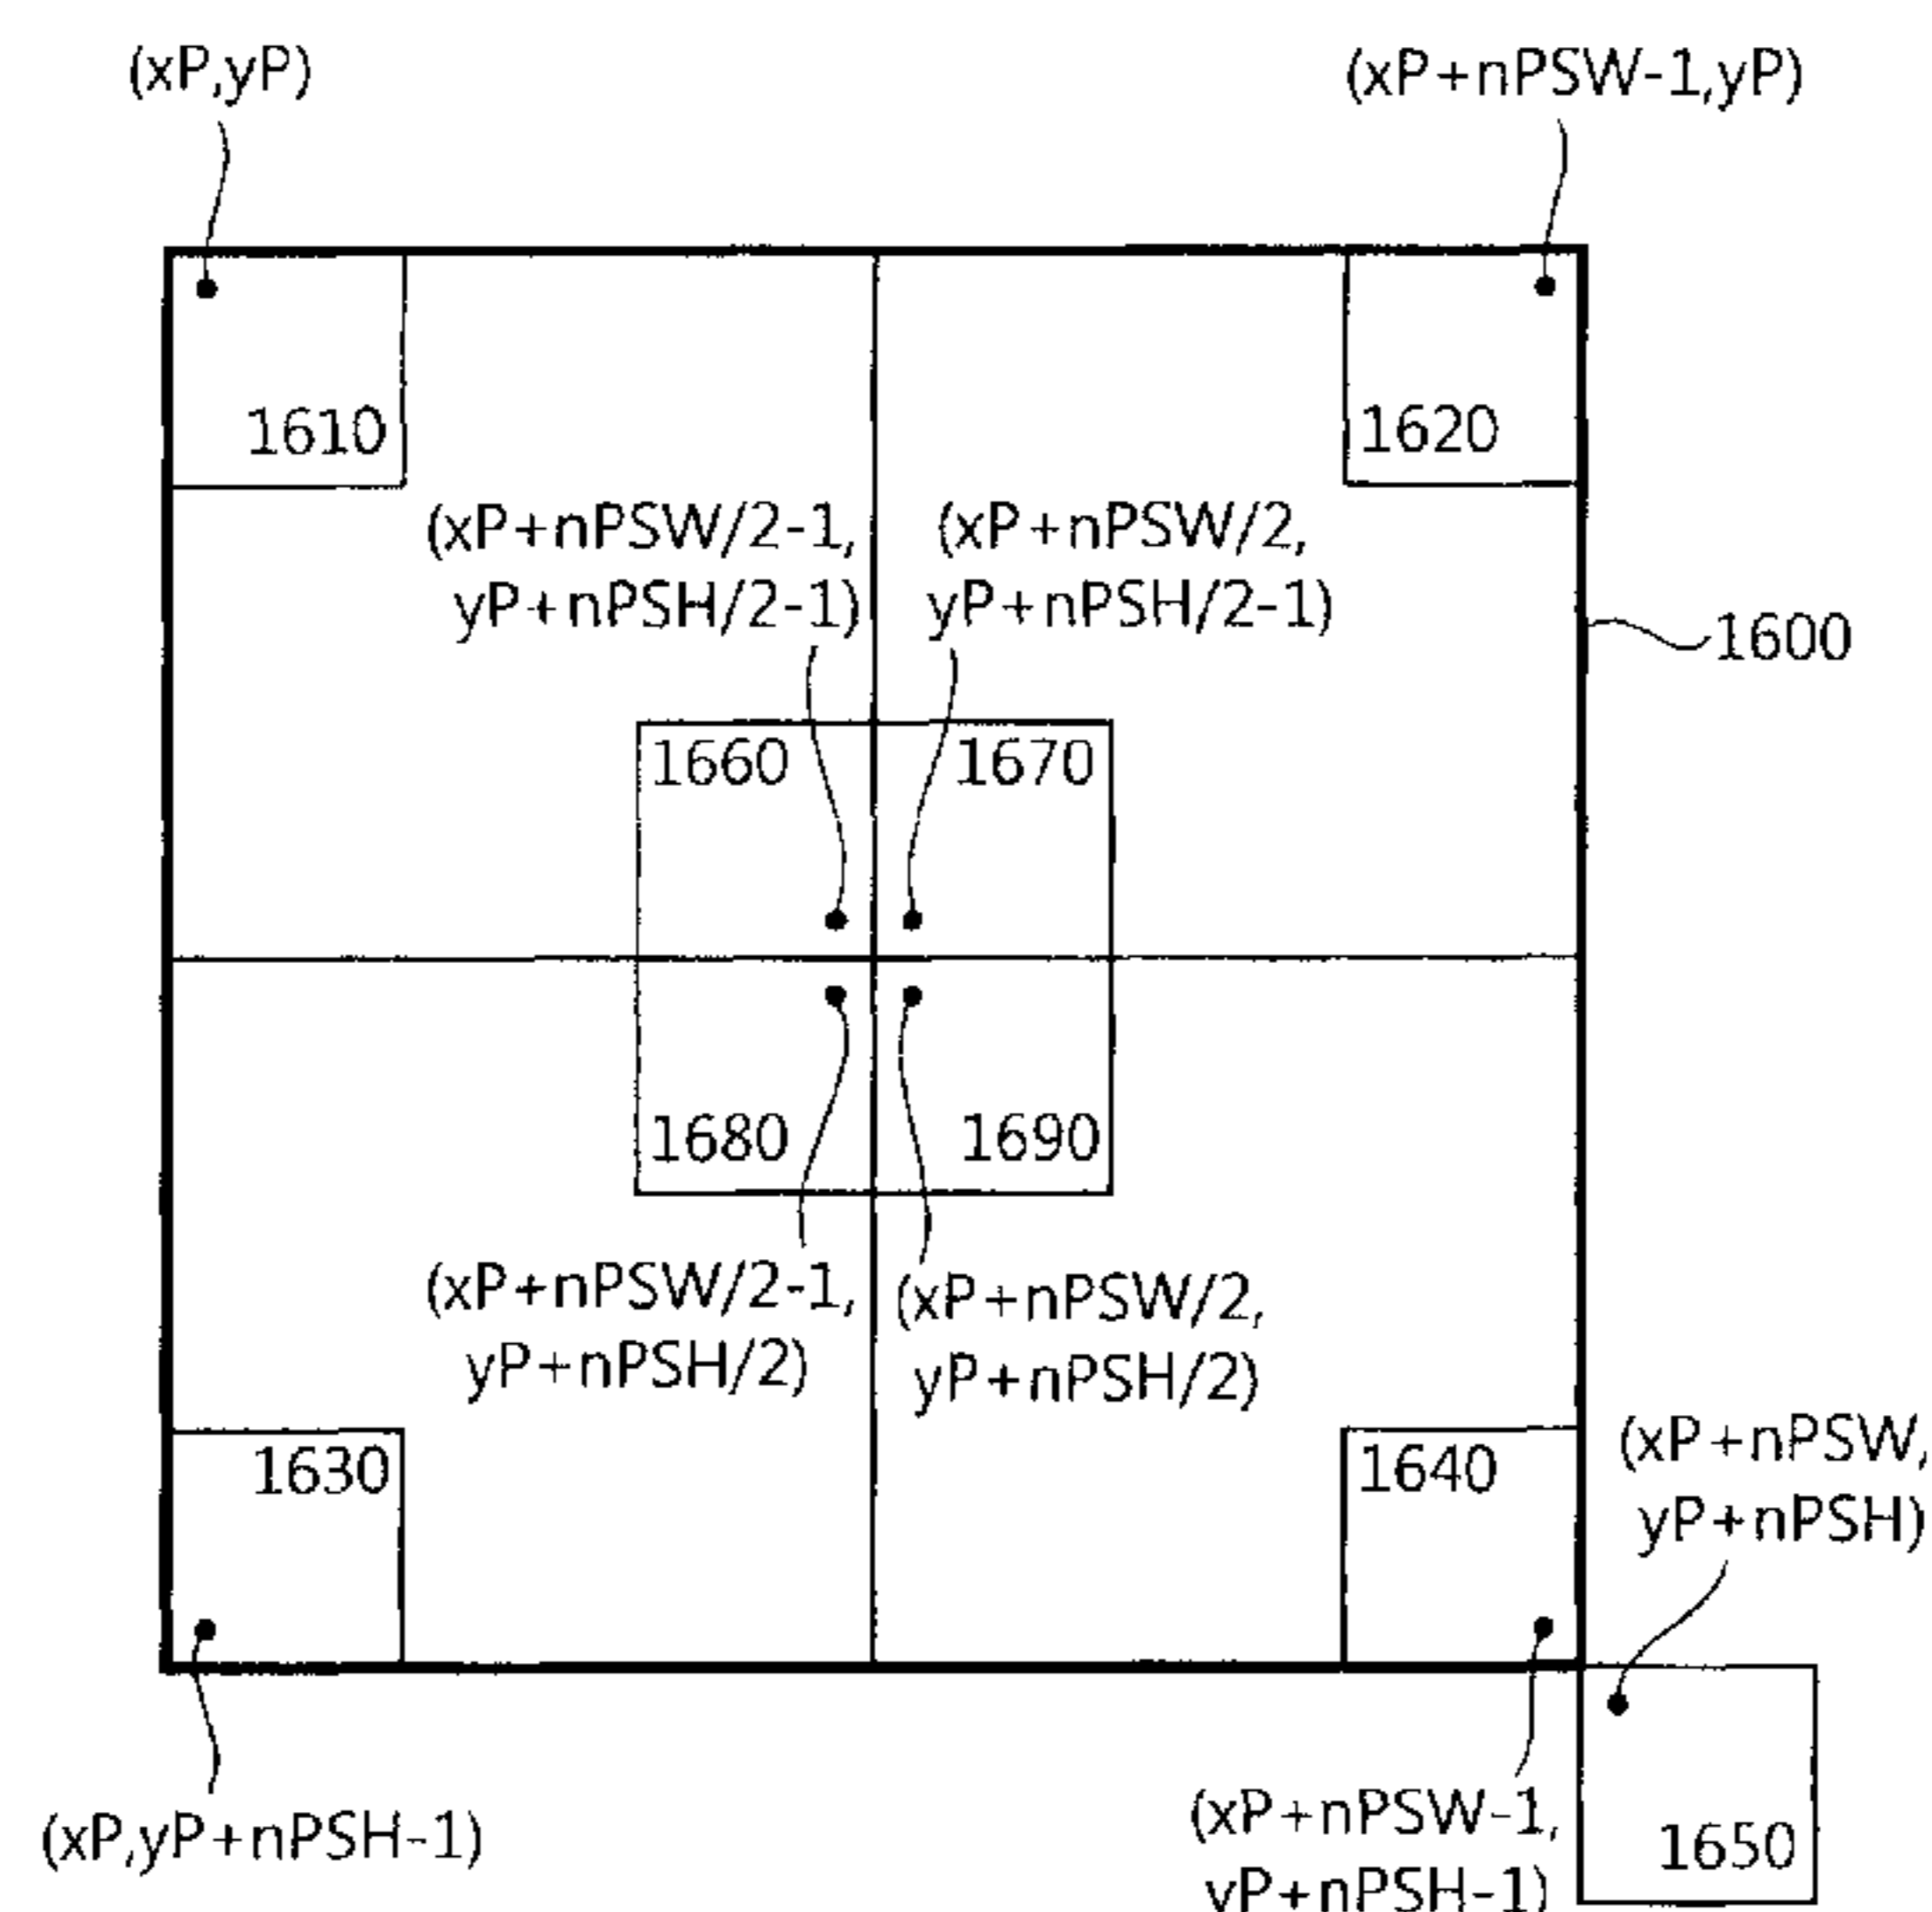 (xP,yP)
(xP+nPSW-1,yP)
1610
1620
(xP+nPSW/2-1,
yP+nPSH/2-1)
(xP+nPSW/2,
yP+nPSH/2-1)
1600
1660
1670
1680
1690
(xP+nPSW/2-1,
yP+nPSH/2)
(xP+nPSW/2,
yP+nPSH/2)
1630
1640
(xP+nPSW,
yP+nPSH)
(xP,yP+nPSH-1)
(xP+nPSW-1,
yP+nPSH-1)
1650